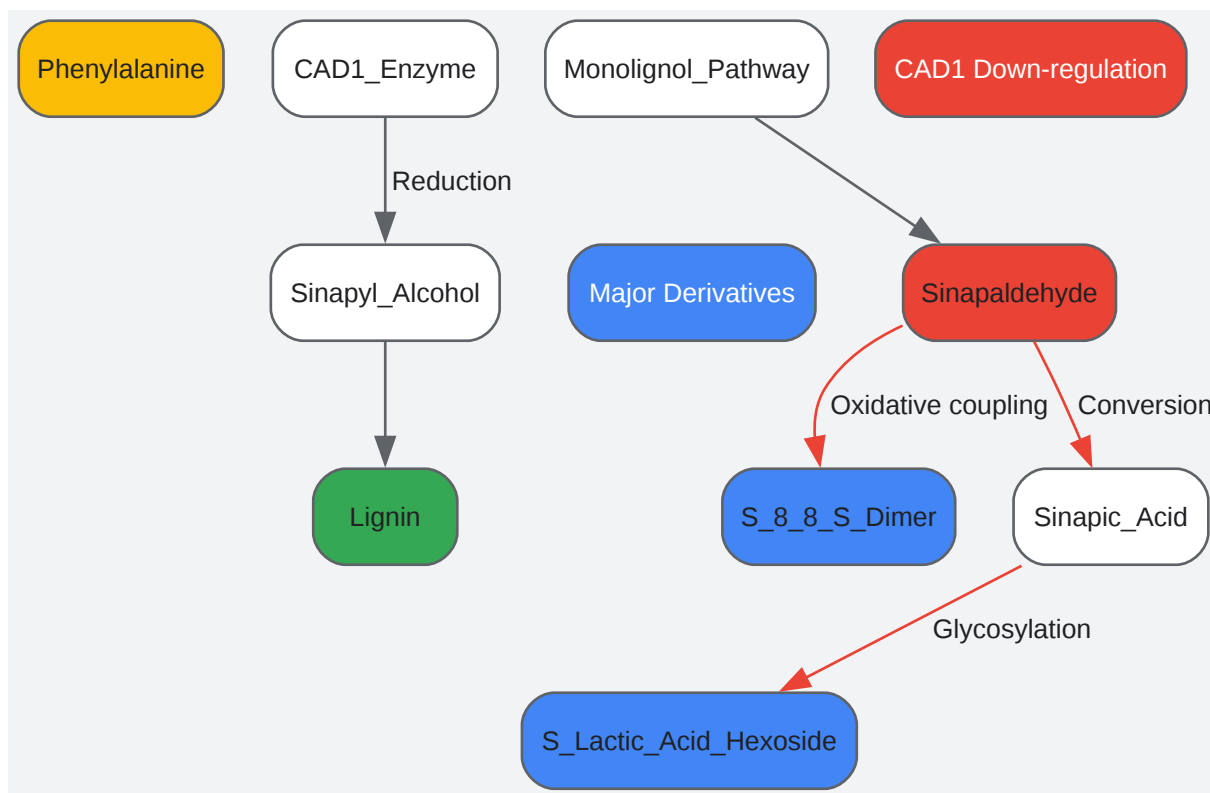 Phenylalanine
CAD1_Enzyme
Monolignol_Pathway
CAD1 Down-regulation
Reduction
Sinapyl_Alcohol
Major Derivatives
Sinapaldehyde
Oxidative coupling
Conversion
Lignin
S_8_8_S_Dimer
Sinapic_Acid
Glycosylation
S_Lactic_Acid_Hexoside